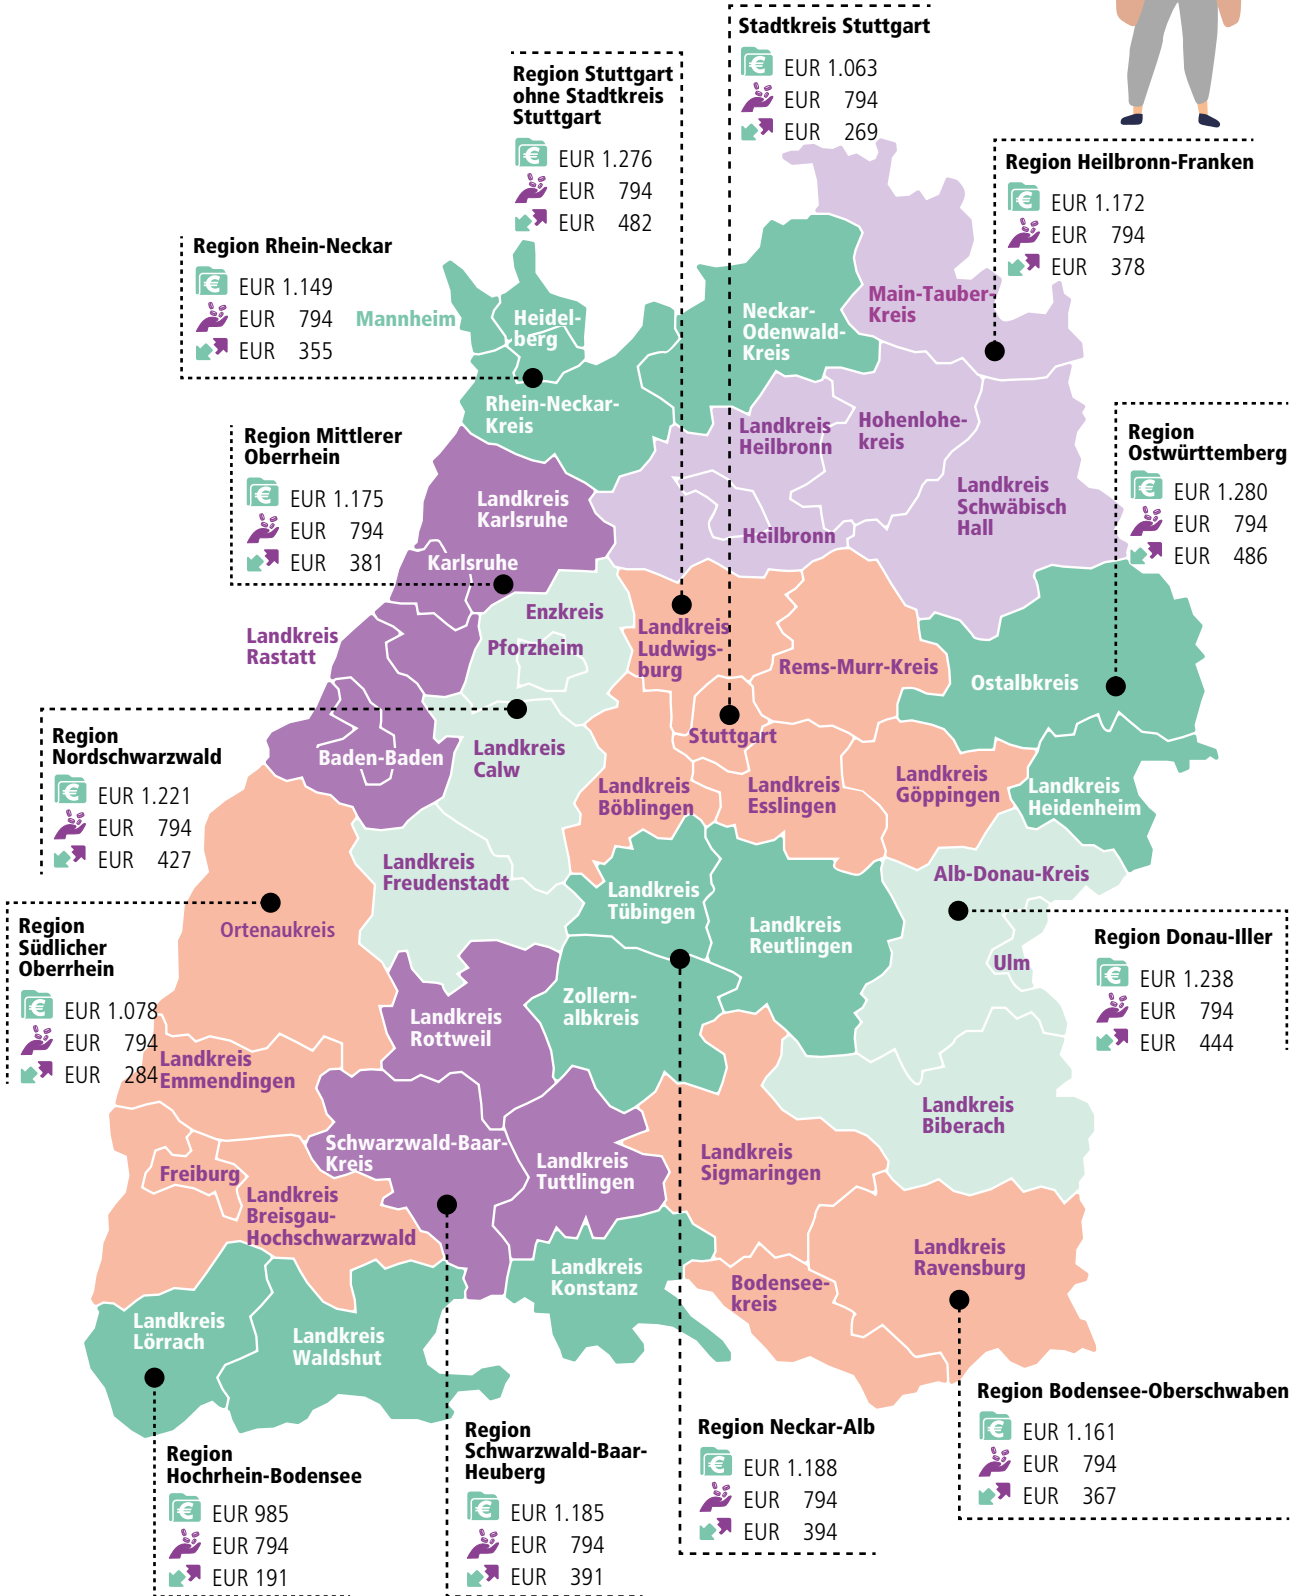 Stadtkreis Stuttgart
EUR 1.063
EUR 794
EUR 269
Region Stuttgart
ohne Stadtkreis
Stuttgart
EUR 1.276
EUR 794
EUR 482
Region Heilbronn-Franken
EUR 1.172
EUR 794
EUR 378
Region Rhein-Neckar
EUR 1.149
EUR 794
EUR 355
Mannheim
Heidel-
berg
Neckar-
Odenwald-
Kreis
Main-Tauber-
Kreis
Rhein-Neckar-
Kreis
Landkreis
Heilbronn
Hohenlohe-
kreis
Region Mittlerer
Oberrhein
EUR 1.175
EUR 794
EUR 381
Region
Ostwürttemberg
EUR 1.280
EUR 794
EUR 486
Landkreis
Karlsruhe
Landkreis
Schwäbisch
Hall
Heilbronn
Karlsruhe
Enzkreis
Pforzheim
Landkreis
Rastatt
Landkreis
Ludwigs-
burg
Rems-Murr-Kreis
Ostalbkreis
Region
Nordschwarzwald
EUR 1.221
EUR 794
EUR 427
Baden-Baden
Landkreis
Calw
Stuttgart
Landkreis
Böblingen
Landkreis
Esslingen
Landkreis
Göppingen
Landkreis
Heidenheim
Landkreis
Freudenstadt
Landkreis
Tübingen
Landkreis
Reutlingen
Alb-Donau-Kreis
Ulm
Region
Südlicher
Oberrhein
EUR 1.078
EUR 794
EUR 284
Ortenaukreis
Region Donau-Iller
EUR 1.238
EUR 794
EUR 444
Zollern-
albkreis
Landkreis
Rottweil
Landkreis
Emmendingen
Landkreis
Biberach
Schwarzwald-Baar-
Kreis
Landkreis
Tuttlingen
Landkreis
Sigmaringen
Freiburg
Landkreis
Breisgau-
Hochschwarzwald
Landkreis
Konstanz
Bodensee-
kreis
Landkreis
Ravensburg
Landkreis
Lörrach
Landkreis
Waldshut
Region Bodensee-Oberschwaben
EUR 1.161
EUR 794
EUR 367
Region
Hochrhein-Bodensee
EUR 985
EUR 794
EUR 191
Region
Schwarzwald-Baar-
Heuberg
EUR 1.185
EUR 794
EUR 391
Region Neckar-Alb
EUR 1.188
EUR 794
EUR 394